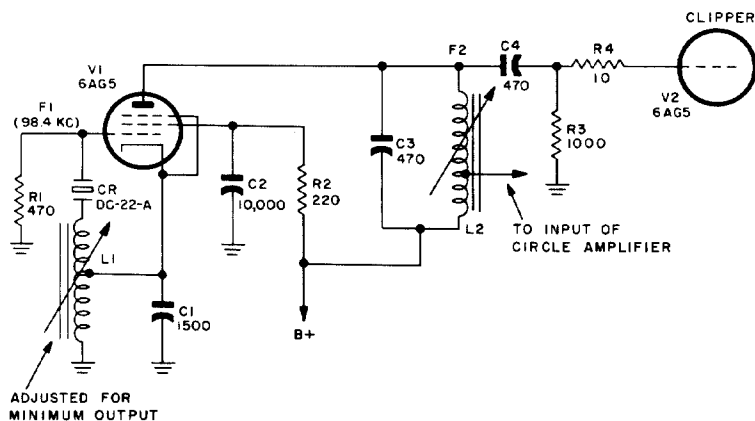 CLIPPER
V1
6AG5
F1
(98.4 KC)
R1
470
CR
DC-22-A
L1
C1
1500
C2
10,000
R2
220
B+
C3
470
F2
L2
C4
470
R4
10
R3
1000
V2
6AG5
TO INPUT OF
CIRCLE AMPLIFIER
ADJUSTED FOR
MINIMUM OUTPUT